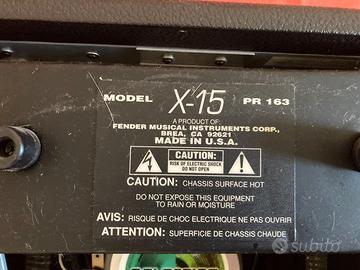 MODEL X-15 PR 163
A PRODUCT OF:
FENDER MUSICAL INSTRUMENTS CORP.,
BREA, CA 92621
MADE IN U.S.A.
CAUTION
RISK OF ELECTRIC SHOCK
DO NOT OPEN
CAUTION: CHASSIS SURFACE HOT
DO NOT EXPOSE THIS EQUIPMENT
TO RAIN OR MOISTURE
AVIS: RISQUE DE CHOC ELECTRIQUE NE PAS OUVRIR
ATTENTION: SUPERFICIE DE CHASSIS CHAUDE
subito